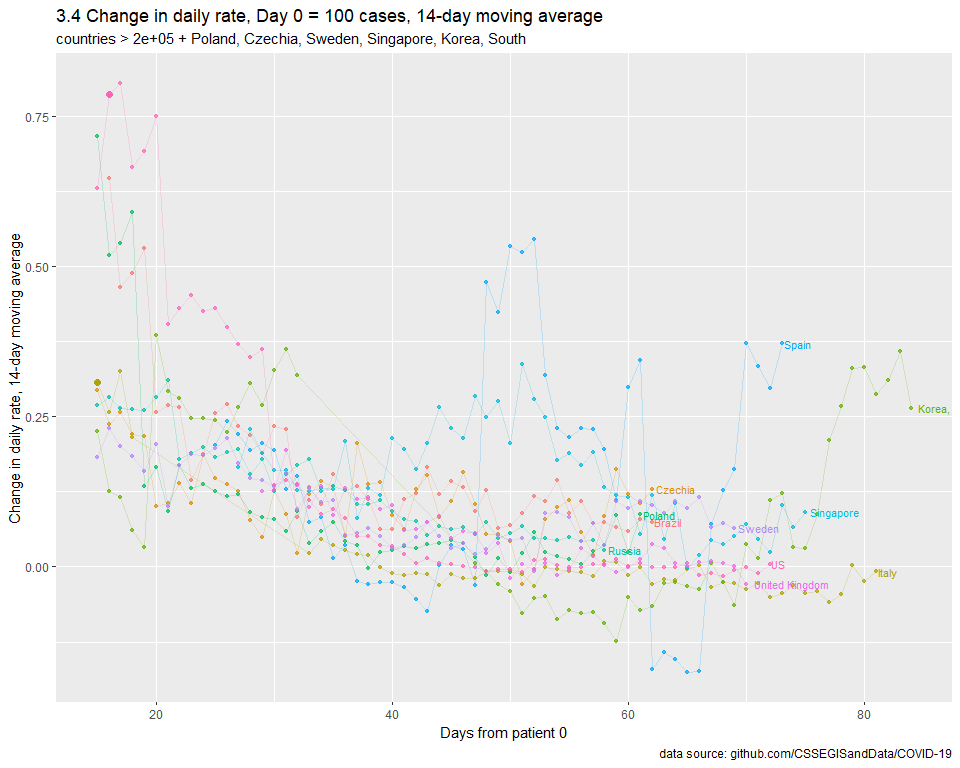 3.4 Change in daily rate, Day 0 = 100 cases, 14-day moving average
countries > 2e+05 + Poland, Czechia, Sweden, Singapore, Korea, South
Change in daily rate, 14-day moving average
0.75
0.50
0.25
0.00
Spain
Korea,
Czechia
Poland
Brazil
Singapore
Sweden
Russia
US
Italy
United Kingdom
20
40
60
80
Days from patient 0
data source: github.com/CSSEGISandData/COVID-19